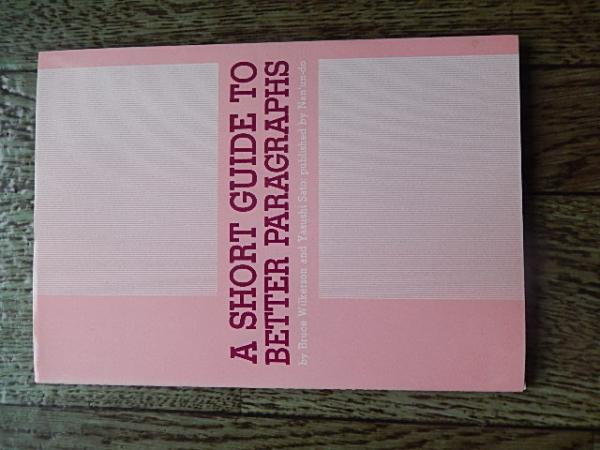 A SHORT GUIDE TO
BETTER PARAGRAPHS
by Bruce Wilkerson and Yasushi Sato: published by Nan'un-do